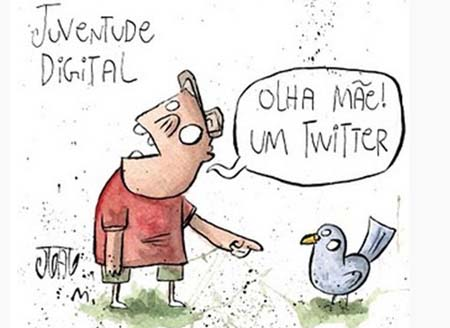 JUVENTUDE
DIGITAL
OLHA MÃE!
UM TWITTER